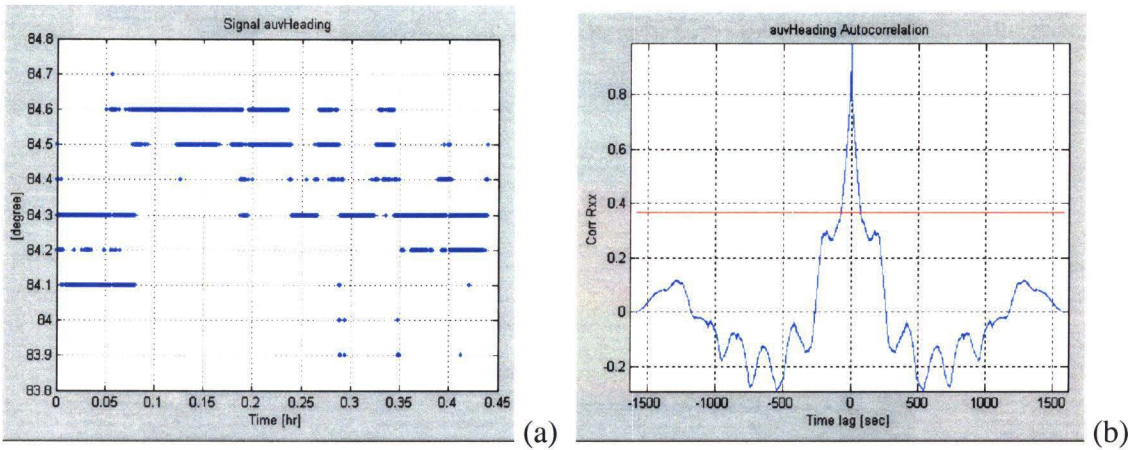 Signal auvHeading
84.8
84.7
84.6
84.5
84.4
84.3
84.2
84.1
84
83.9
83.8
[degree]
0 0.05 0.1 0.15 0.2 0.25 0.3 0.35 0.4 0.45
Time [hr]
(a)
auvHeading Autocorrelation
0.8
0.6
0.4
0.2
0
-0.2
Corr Rxx
-1500 -1000 -500 0 500 1000 1500
Time lag [sec]
(b)